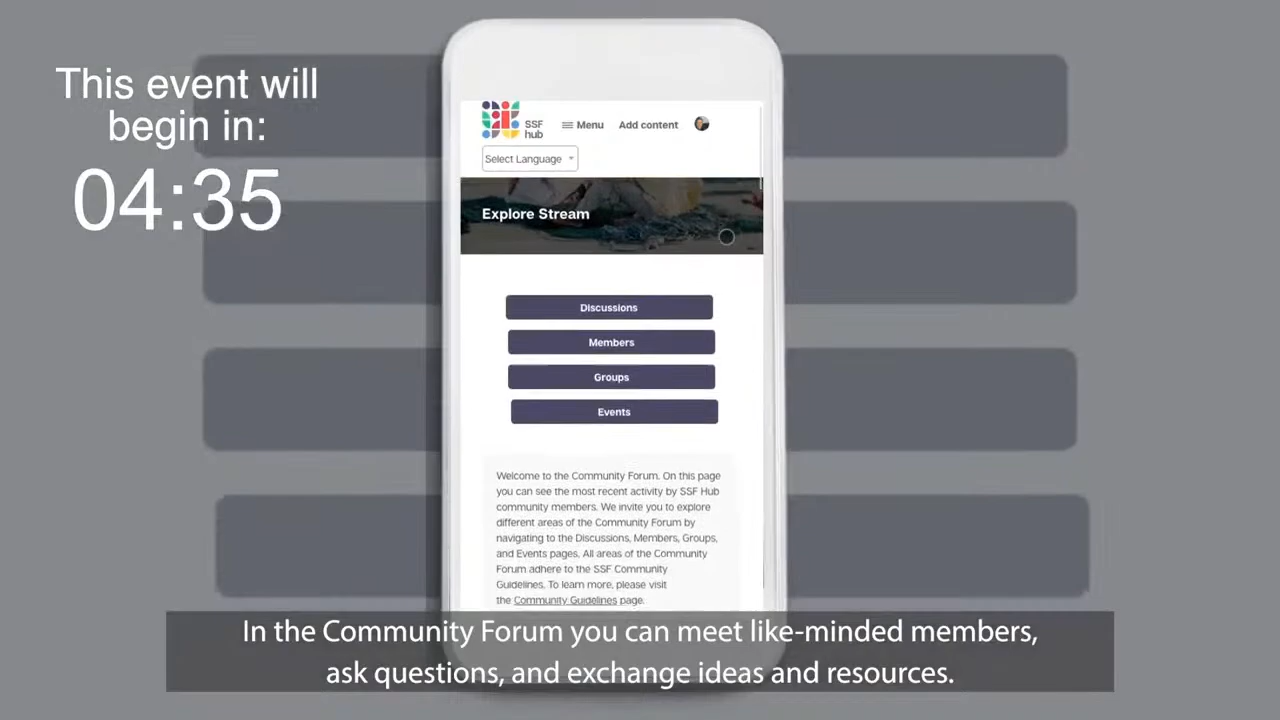 This event will
begin in:
04:35
SSF
hub
Menu
Add content
Select Language
Explore Stream
Discussions
Members
Groups
Events
Welcome to the Community Forum. On this page
you can see the most recent activity by SSF Hub
community members. We invite you to explore
different areas of the Community Forum by
navigating to the Discussions, Members, Groups,
and Events pages. All areas of the Community
Forum adhere to the SSF Community
Guidelines. To learn more, please visit
the Community Guidelines page.
In the Community Forum you can meet like-minded members,
ask questions, and exchange ideas and resources.